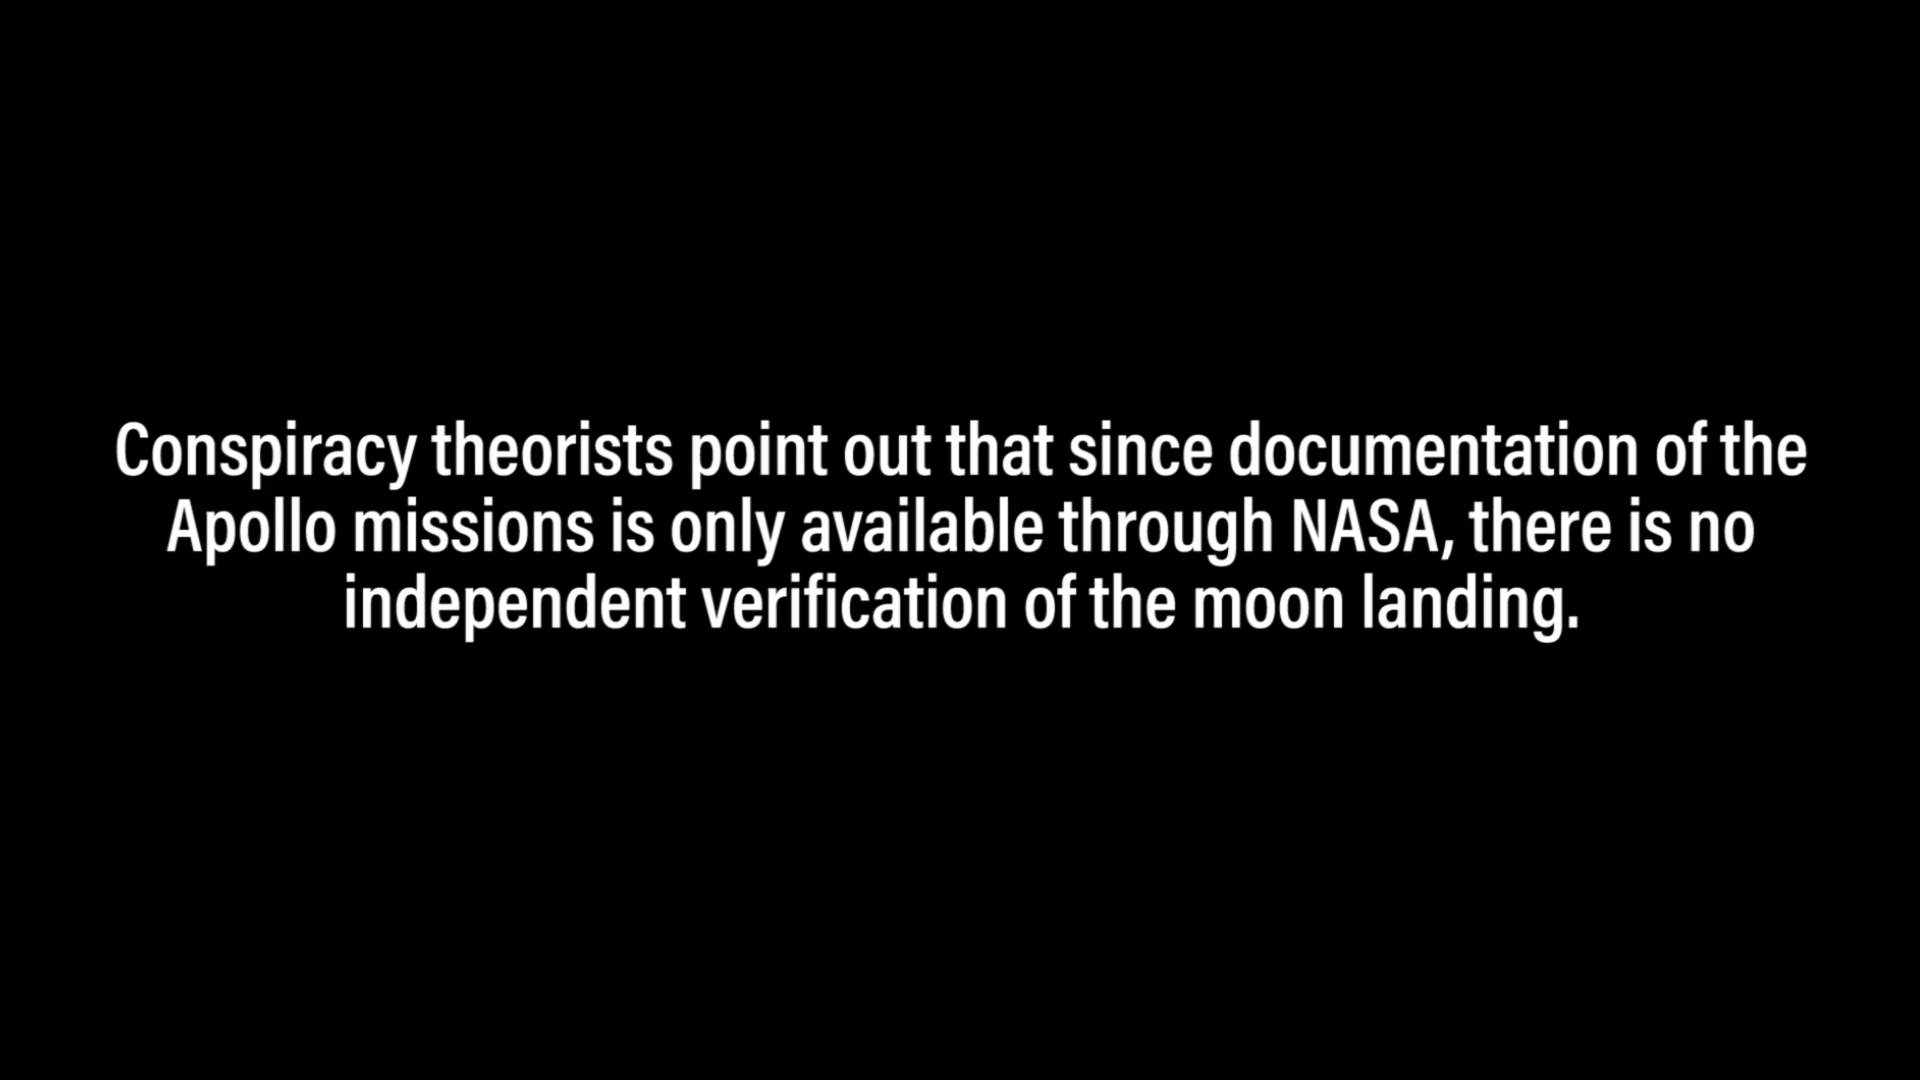 Conspiracy theorists point out that since documentation of the
Apollo missions is only available through NASA, there is no
independent verification of the moon landing.